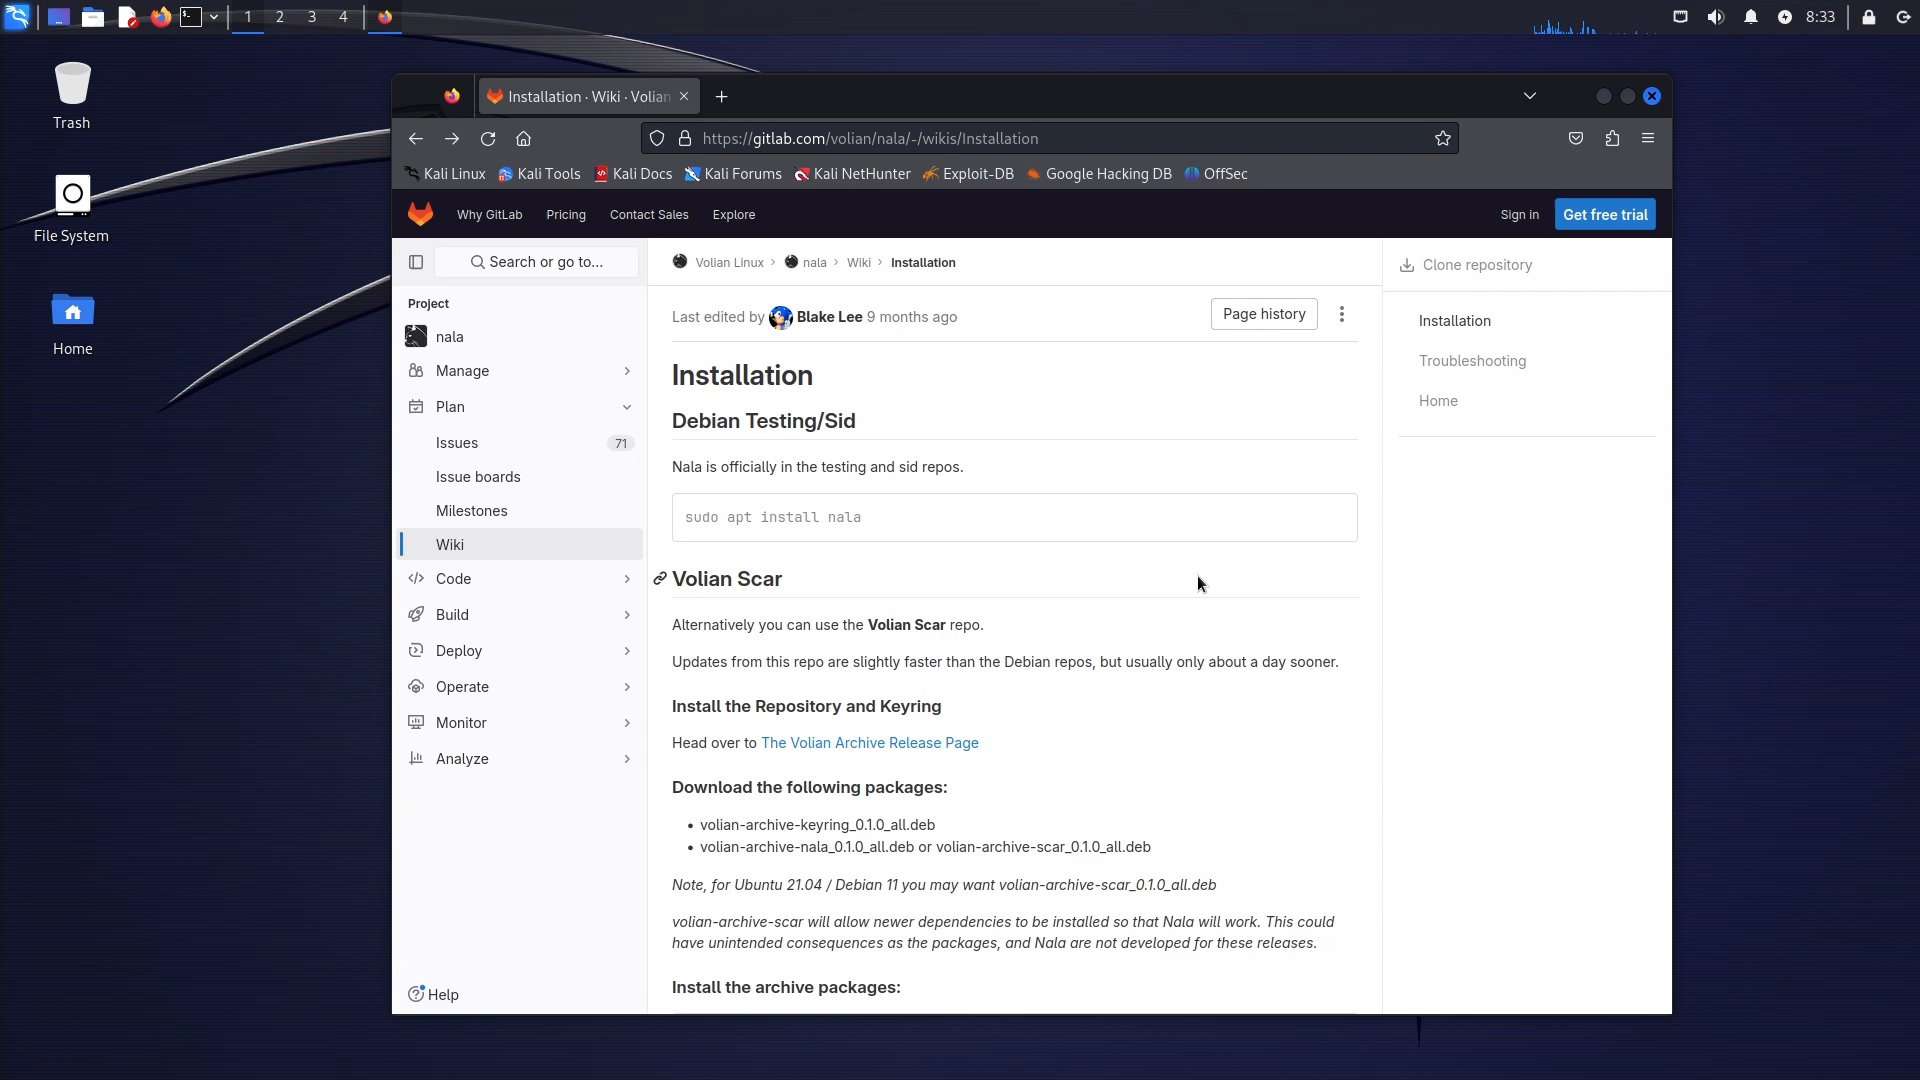 1 2 3 4 8:33
Trash
File System
Home
Installation · Wiki · Volian
https://gitlab.com/volian/nala/-/wikis/Installation
Kali Linux Kali Tools Kali Docs Kali Forums Kali NetHunter Exploit-DB Google Hacking DB OffSec
Why GitLab Pricing Contact Sales Explore Sign in Get free trial
Search or go to...
Project
nala
Manage
Plan
Issues 71
Issue boards
Milestones
Wiki
Code
Build
Deploy
Operate
Monitor
Analyze
Help
Volian Linux › nala › Wiki › Installation
Last edited by Blake Lee 9 months ago Page history
Installation
Debian Testing/Sid
Nala is officially in the testing and sid repos.
sudo apt install nala
Volian Scar
Alternatively you can use the Volian Scar repo.
Updates from this repo are slightly faster than the Debian repos, but usually only about a day sooner.
Install the Repository and Keyring
Head over to The Volian Archive Release Page
Download the following packages:
• volian-archive-keyring_0.1.0_all.deb
• volian-archive-nala_0.1.0_all.deb or volian-archive-scar_0.1.0_all.deb
Note, for Ubuntu 21.04 / Debian 11 you may want volian-archive-scar_0.1.0_all.deb
volian-archive-scar will allow newer dependencies to be installed so that Nala will work. This could
have unintended consequences as the packages, and Nala are not developed for these releases.
Install the archive packages:
Clone repository
Installation
Troubleshooting
Home